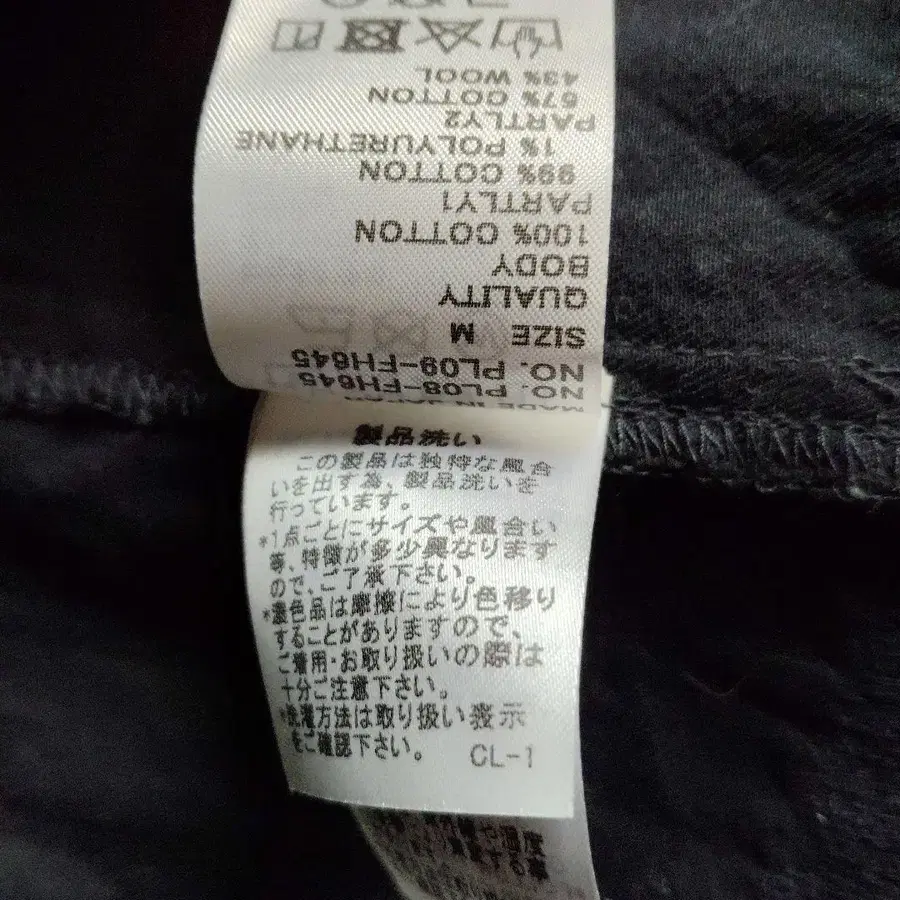 MADE IN JAPAN
NO. PL08-FH645
NO. PL09-FH645
SIZE M
QUALITY
BODY
100% COTTON
PARTLY1
99% COTTON
1% POLYURETHANE
PARTLY2
57% COTTON
43% WOOL
製品洗い
この製品は独特な風合
いを出す為、製品洗いを
行っています。
*1点ごとにサイズや風合い
等、特徴が多少異なります
ので、ご了承下さい。
*濃色品は摩擦により色移り
することがありますので、
ご着用・お取り扱いの際は
十分ご注意下さい。
*洗濯方法は取り扱い表示
をご確認下さい。
CL-1